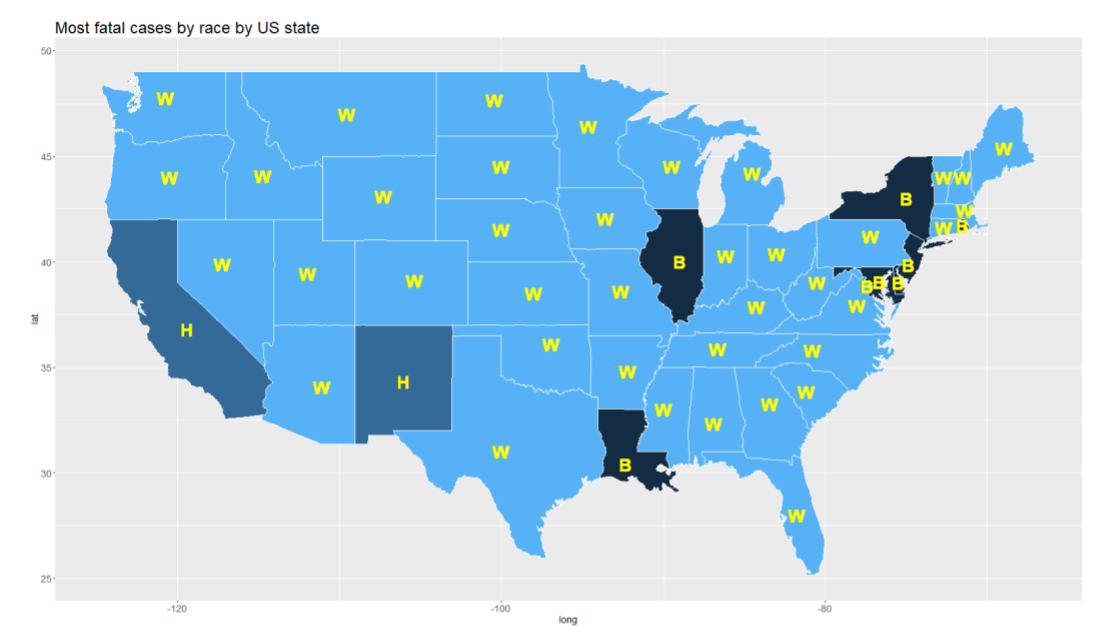 Most fatal cases by race by US state
50
W W
W
W
W
45
W W W
W W W W
W B
W W
W W B W
W W
40 W B B
W W W B B B
W W
W W
lat
H
W W W
35
W
W H W
W W
W
W
B
30
W
25
-120 -100 -80
long